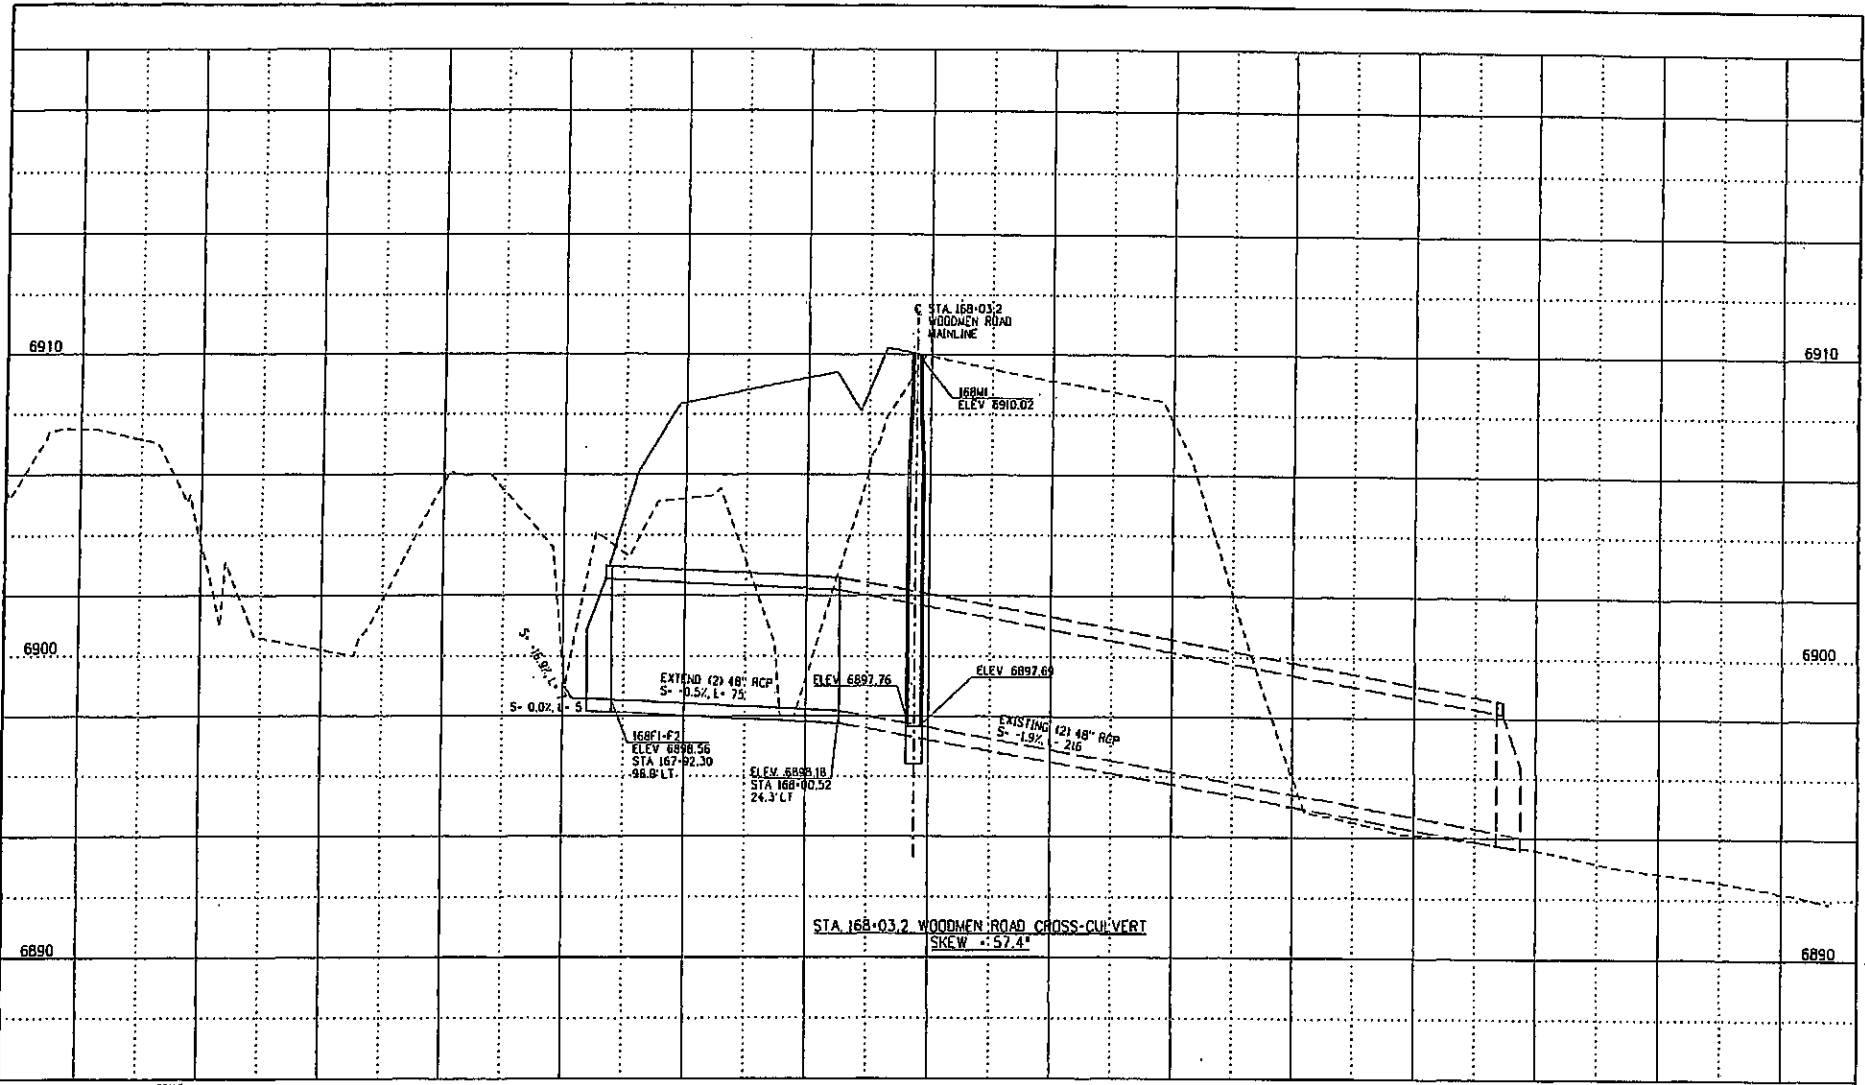 ℄ STA. 168+03.2
WOODMEN ROAD
MAINLINE
6910
6910
168M1
ELEV 6910.02
6900
6900
S= -16.9%, L=
S= 0.0%, L= 5
EXTEND (2) 48" RCP
S= -0.5%, L= 75
ELEV 6897.76
ELEV 6897.69
EXISTING (2) 48" RCP
S= -1.9%, L= 216
168F1-F2
ELEV 6898.56
STA 167+92.30
98.8' LT
ELEV 6898.18
STA 168+00.52
24.3' LT
STA. 168+03.2 WOODMEN ROAD CROSS-CULVERT
SKEW = 57.4°
6890
6890